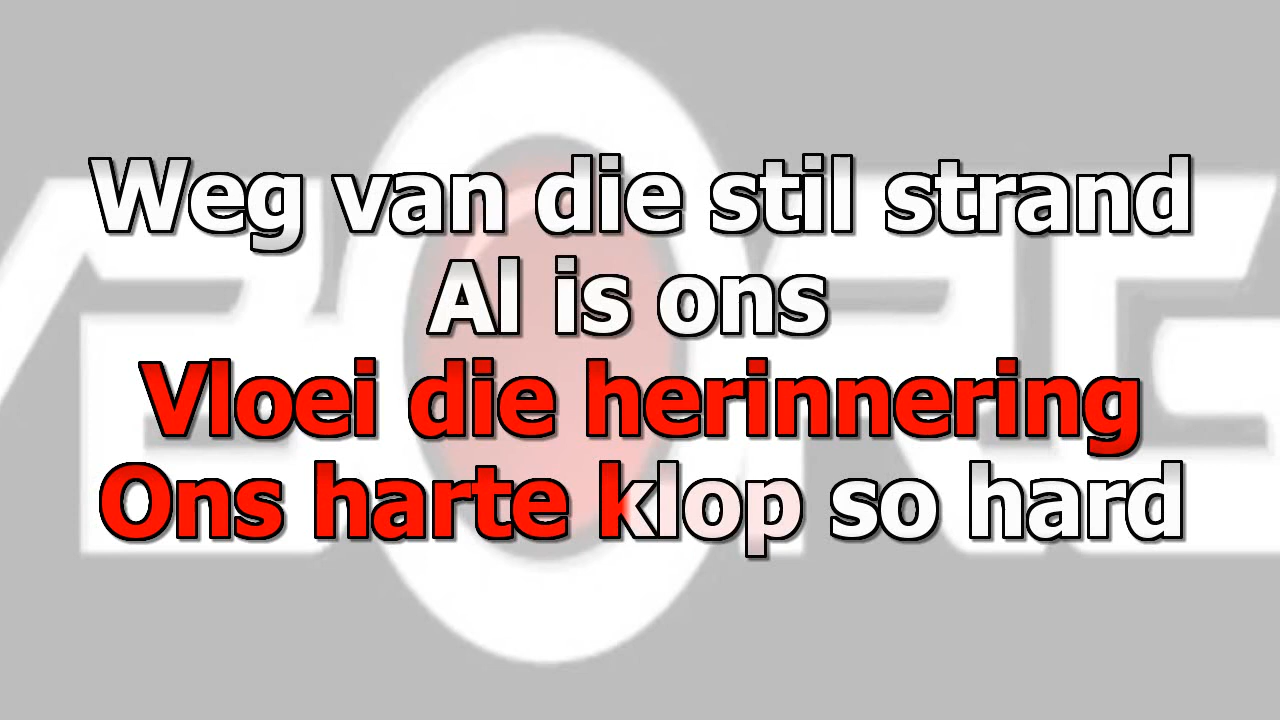 Weg van die stil strand
Al is ons
Vloei die herinnering
Ons harte klop so hard